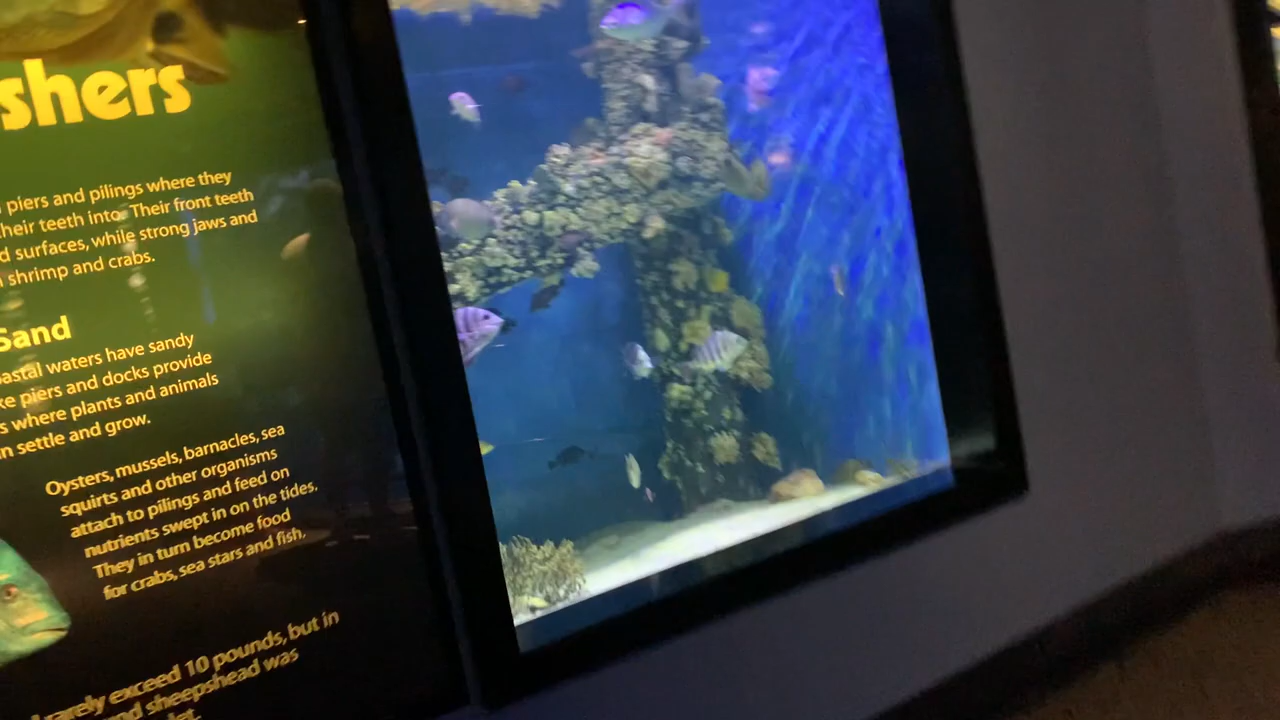 shers
piers and pilings where they
heir teeth into. Their front teeth
d surfaces, while strong jaws and
shrimp and crabs.
Sand
astal waters have sandy
ke piers and docks provide
s where plants and animals
n settle and grow.
Oysters, mussels, barnacles, sea
squirts and other organisms
attach to pilings and feed on
nutrients swept in on the tides.
They in turn become food
for crabs, sea stars and fish.
rarely exceed 10 pounds, but in
nd sheepshead was